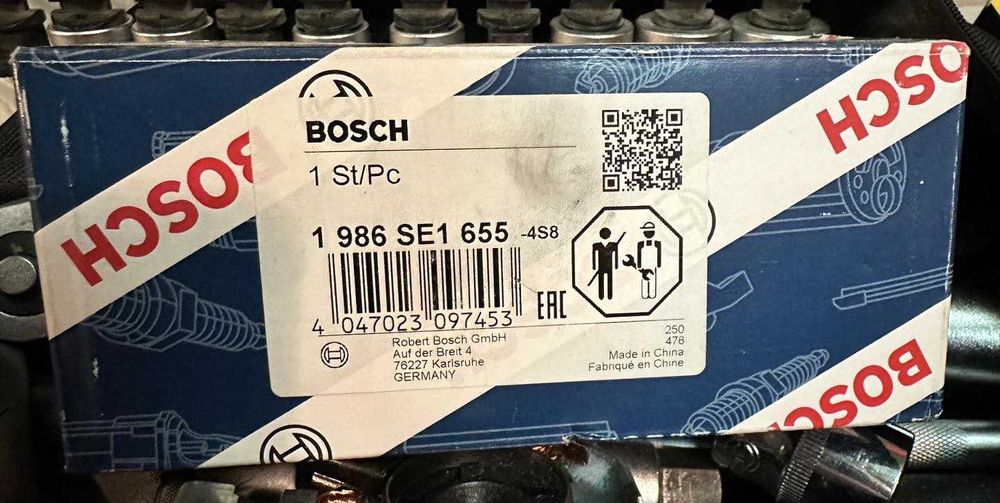 BOSCH
1 St/Pc
1 986 SE1 655 -4S8
4 047023 097453
EAC
Robert Bosch GmbH
Auf der Breit 4
76227 Karlsruhe
GERMANY
250
476
Made in China
Fabriqué en Chine
BOSCH
BOSCH
BOSCH